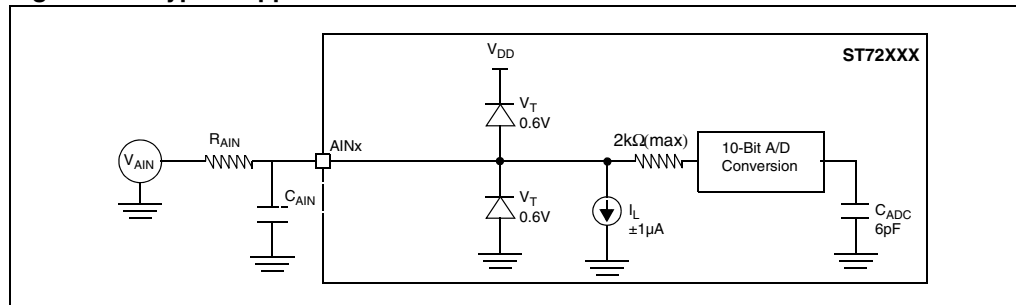 ST72XXX
V_DD
V_T
0.6V
R_AIN
AINx
2kΩ(max)
10-Bit A/D
Conversion
V_AIN
C_AIN
V_T
0.6V
I_L
±1µA
C_ADC
6pF